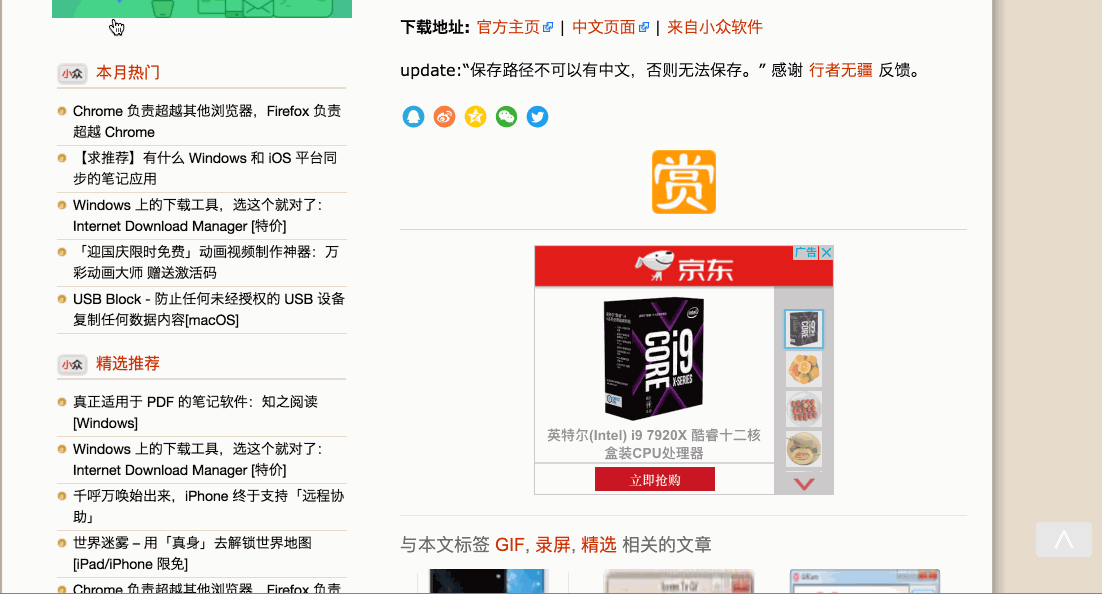 小众 本月热门
Chrome 负责超越其他浏览器，Firefox 负责
超越 Chrome
【求推荐】有什么 Windows 和 iOS 平台同
步的笔记应用
Windows 上的下载工具，选这个就对了：
Internet Download Manager [特价]
「迎国庆限时免费」动画视频制作神器：万
彩动画大师 赠送激活码
USB Block - 防止任何未经授权的 USB 设备
复制任何数据内容[macOS]
小众 精选推荐
真正适用于 PDF 的笔记软件：知之阅读
[Windows]
Windows 上的下载工具，选这个就对了：
Internet Download Manager [特价]
千呼万唤始出来，iPhone 终于支持「远程协
助」
世界迷雾 – 用「真身」去解锁世界地图
[iPad/iPhone 限免]
Chrome 负责超越其他浏览器，Firefox 负责
下载地址: 官方主页 | 中文页面 | 来自小众软件
update:“保存路径不可以有中文，否则无法保存。” 感谢 行者无疆 反馈。
赏
广告
京东
intel
CORE i9
X-SERIES
英特尔(Intel) i9 7920X 酷睿十二核
盒装CPU处理器
立即抢购
与本文标签 GIF, 录屏, 精选 相关的文章